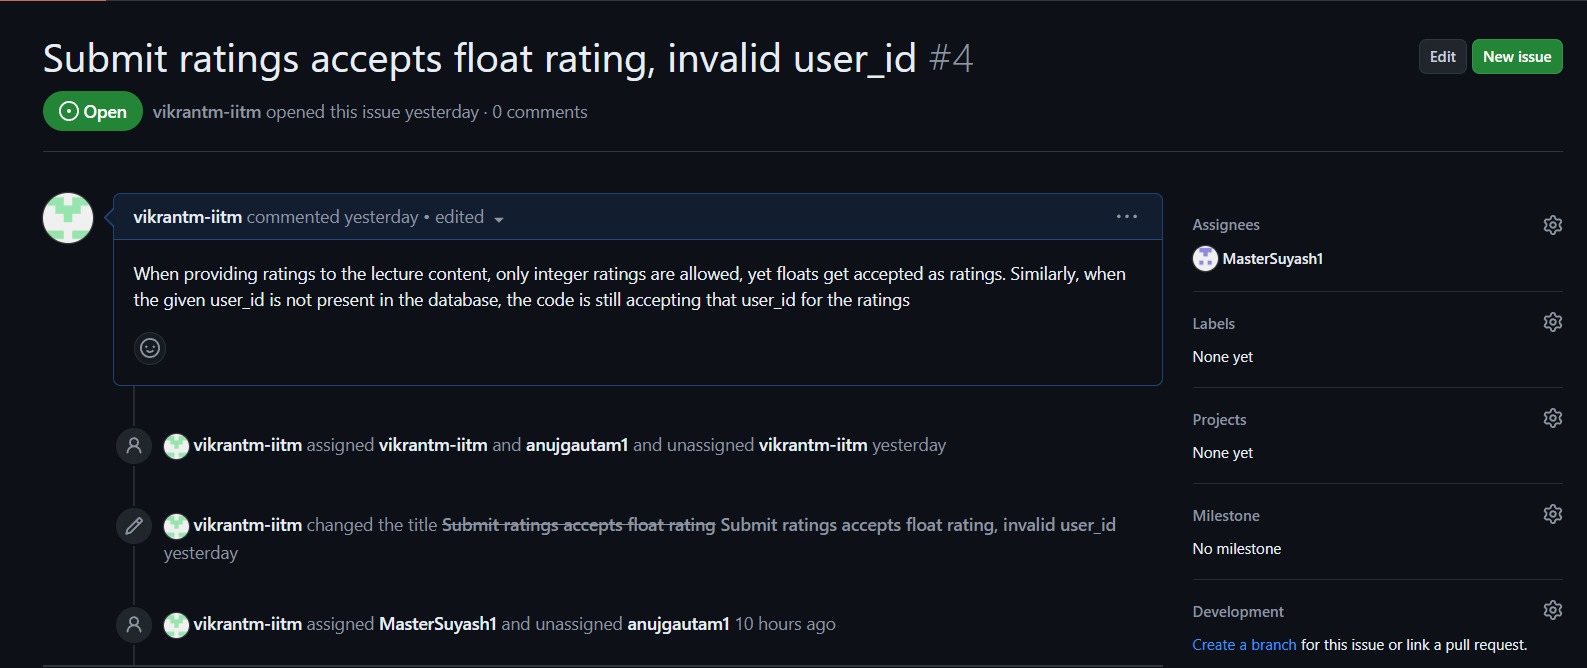 Submit ratings accepts float rating, invalid user_id #4
Edit
New issue
Open
vikrantm-iitm opened this issue yesterday · 0 comments
vikrantm-iitm commented yesterday • edited
When providing ratings to the lecture content, only integer ratings are allowed, yet floats get accepted as ratings. Similarly, when
the given user_id is not present in the database, the code is still accepting that user_id for the ratings
vikrantm-iitm assigned vikrantm-iitm and anujgautam1 and unassigned vikrantm-iitm yesterday
vikrantm-iitm changed the title Submit ratings accepts float rating Submit ratings accepts float rating, invalid user_id
yesterday
vikrantm-iitm assigned MasterSuyash1 and unassigned anujgautam1 10 hours ago
Assignees
MasterSuyash1
Labels
None yet
Projects
None yet
Milestone
No milestone
Development
Create a branch for this issue or link a pull request.